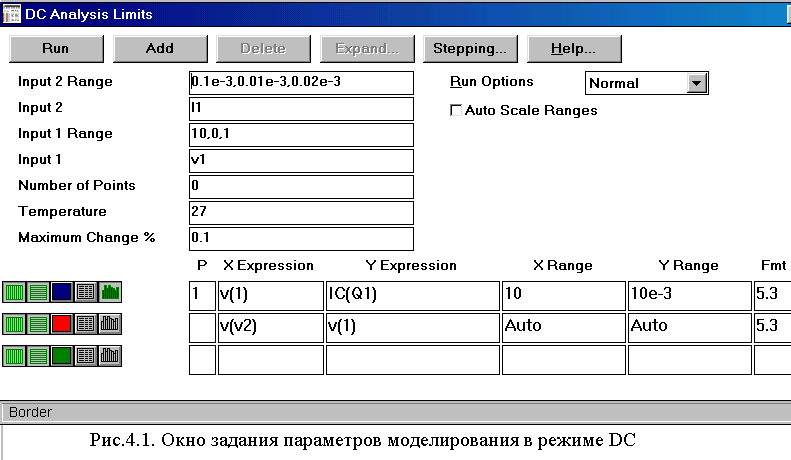 DC Analysis Limits
Run Add Delete Expand... Stepping... Help...
Input 2 Range 0.1e-3,0.01e-3,0.02e-3 Run Options Normal
Input 2 I1 Auto Scale Ranges
Input 1 Range 10,0,1
Input 1 v1
Number of Points 0
Temperature 27
Maximum Change % 0.1
P X Expression Y Expression X Range Y Range Fmt
1 v(1) IC(Q1) 10 10e-3 5.3
v(v2) v(1) Auto Auto 5.3
Border
Рис.4.1. Окно задания параметров моделирования в режиме DC